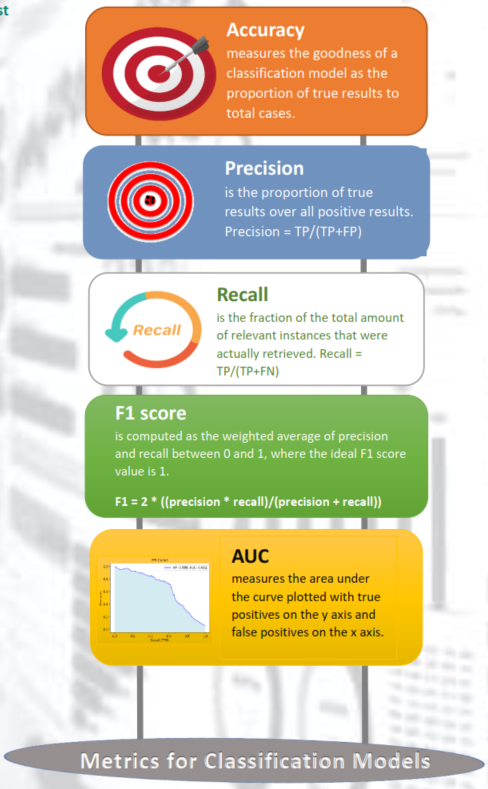 st
Accuracy
measures the goodness of a
classification model as the
proportion of true results to
total cases.
Precision
is the proportion of true
results over all positive results.
Precision = TP/(TP+FP)
Recall
Recall
is the fraction of the total amount
of relevant instances that were
actually retrieved. Recall =
TP/(TP+FN)
F1 score
is computed as the weighted average of precision
and recall between 0 and 1, where the ideal F1 score
value is 1.
F1 = 2 * ((precision * recall)/(precision + recall))
AUC
measures the area under
the curve plotted with true
positives on the y axis and
false positives on the x axis.
Metrics for Classification Models